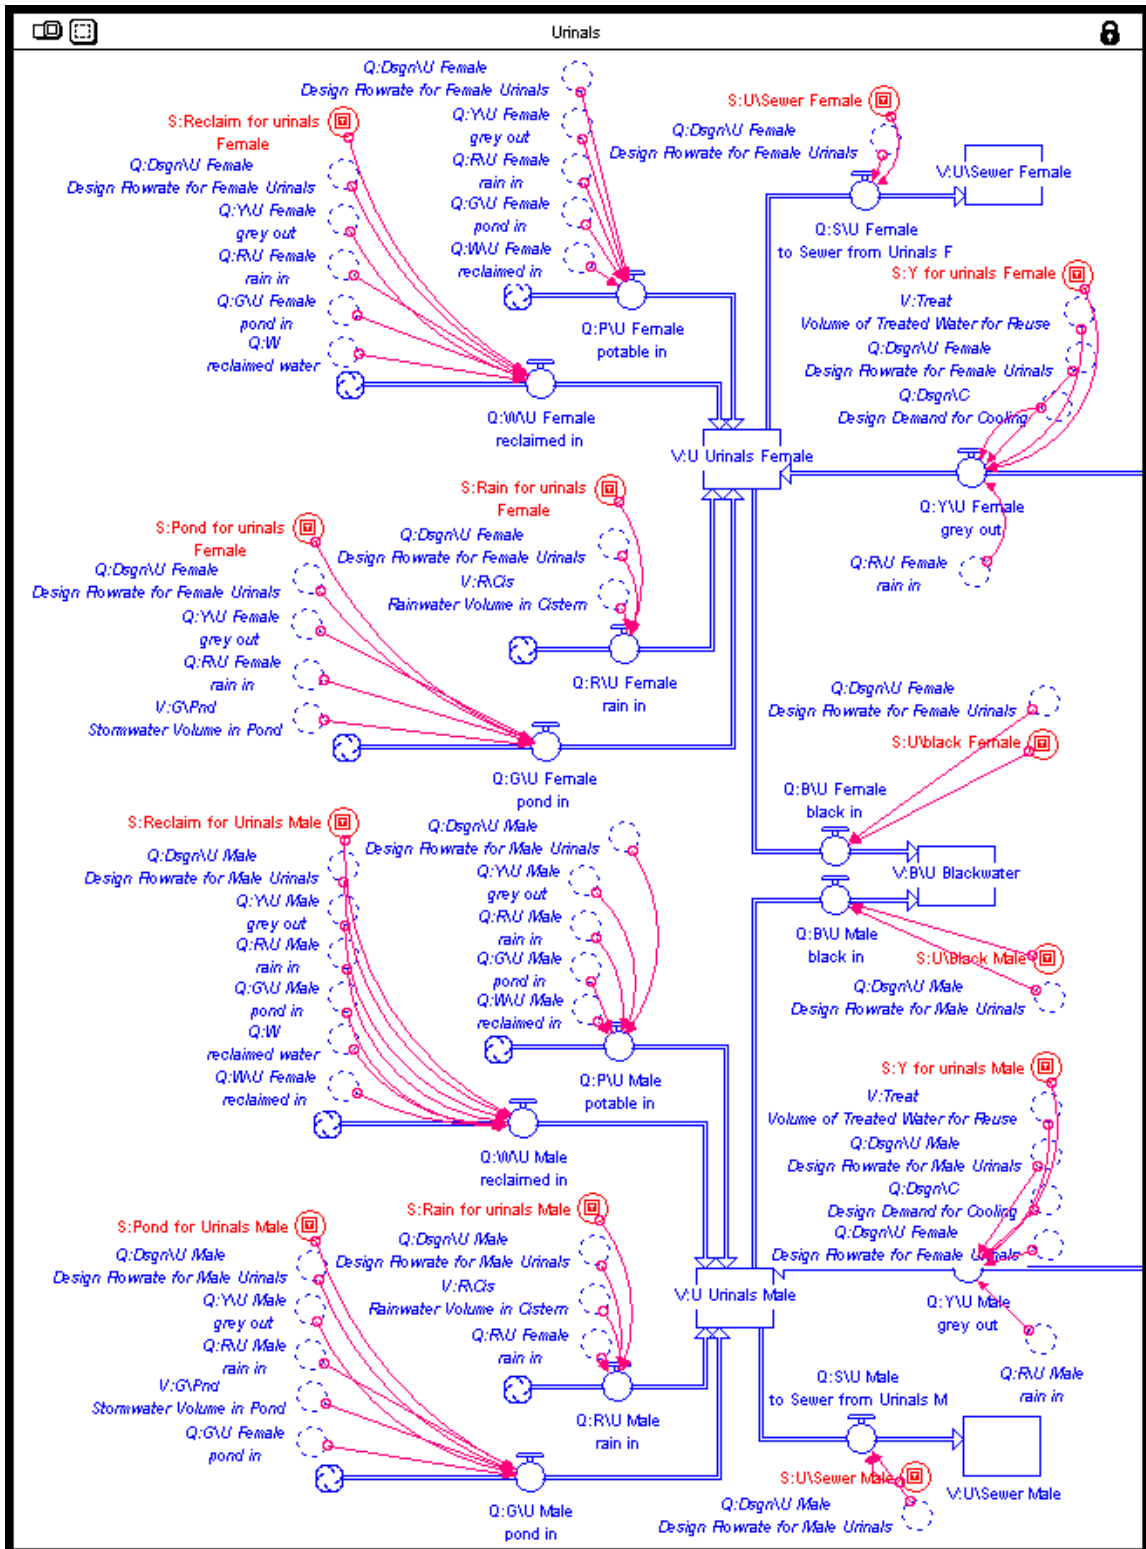 Urinals
Q:Dsgn\U Female
Design Flowrate for Female Urinals
Q:Y\U Female
grey out
Q:R\U Female
rain in
Q:G\U Female
pond in
Q:W\U Female
reclaimed in
S:Reclaim for urinals
Female
Q:Dsgn\U Female
Design Flowrate for Female Urinals
Q:Y\U Female
grey out
Q:R\U Female
rain in
Q:G\U Female
pond in
Q:W
reclaimed water
Q:P\U Female
potable in
Q:W\U Female
reclaimed in
S:U\Sewer Female
Q:Dsgn\U Female
Design Flowrate for Female Urinals
V:U\Sewer Female
Q:S\U Female
to Sewer from Urinals F
S:Y for urinals Female
V:Treat
Volume of Treated Water for Reuse
Q:Dsgn\U Female
Design Flowrate for Female Urinals
Q:Dsgn\C
Design Demand for Cooling
V:U Urinals Female
Q:Y\U Female
grey out
Q:R\U Female
rain in
S:Rain for urinals
Female
Q:Dsgn\U Female
Design Flowrate for Female Urinals
V:R\Cis
Rainwater Volume in Cistern
Q:R\U Female
rain in
S:Pond for urinals
Female
Q:Dsgn\U Female
Design Flowrate for Female Urinals
Q:Y\U Female
grey out
Q:R\U Female
rain in
V:G\Pnd
Stormwater Volume in Pond
Q:G\U Female
pond in
Q:Dsgn\U Female
Design Flowrate for Female Urinals
S:U\black Female
Q:B\U Female
black in
V:B\U Blackwater
Q:B\U Male
black in
S:U\Black Male
Q:Dsgn\U Male
Design Flowrate for Male Urinals
S:Reclaim for Urinals Male
Q:Dsgn\U Male
Design Flowrate for Male Urinals
Q:Y\U Male
grey out
Q:R\U Male
rain in
Q:G\U Male
pond in
Q:W
reclaimed water
Q:W\U Female
reclaimed in
Q:Dsgn\U Male
Design Flowrate for Male Urinals
Q:Y\U Male
grey out
Q:R\U Male
rain in
Q:G\U Male
pond in
Q:W\U Male
reclaimed in
Q:P\U Male
potable in
Q:W\U Male
reclaimed in
S:Y for urinals Male
V:Treat
Volume of Treated Water for Reuse
Q:Dsgn\U Male
Design Flowrate for Male Urinals
Q:Dsgn\C
Design Demand for Cooling
Q:Dsgn\U Female
Design Flowrate for Female Urinals
V:U Urinals Male
Q:Y\U Male
grey out
Q:R\U Male
rain in
S:Pond for Urinals Male
Q:Dsgn\U Male
Design Flowrate for Male Urinals
Q:Y\U Male
grey out
Q:R\U Male
rain in
V:G\Pnd
Stormwater Volume in Pond
Q:G\U Female
pond in
S:Rain for urinals Male
Q:Dsgn\U Male
Design Flowrate for Male Urinals
V:R\Cis
Rainwater Volume in Cistern
Q:R\U Female
rain in
Q:R\U Male
rain in
Q:G\U Male
pond in
Q:S\U Male
to Sewer from Urinals M
S:U\Sewer Male
Q:Dsgn\U Male
Design Flowrate for Male Urinals
V:U\Sewer Male